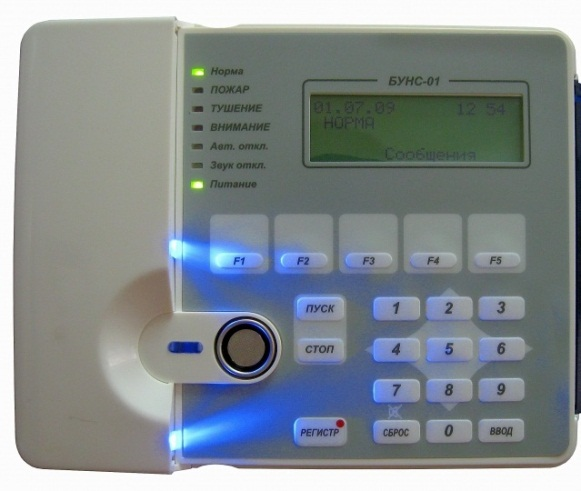 БУНС-01
Норма
ПОЖАР
ТУШЕНИЕ
ВНИМАНИЕ
Авт. откл.
Звук откл.
Питание
01.07.09 12 54
НОРМА
Сообщения
F1 F2 F3 F4 F5
ПУСК 1 2 3
СТОП 4 5 6
7 8 9
РЕГИСТР СБРОС 0 ВВОД